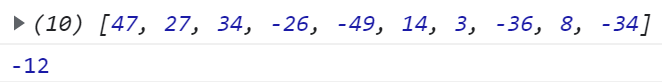 (10) [47, 27, 34, -26, -49, 14, 3, -36, 8, -34]
-12